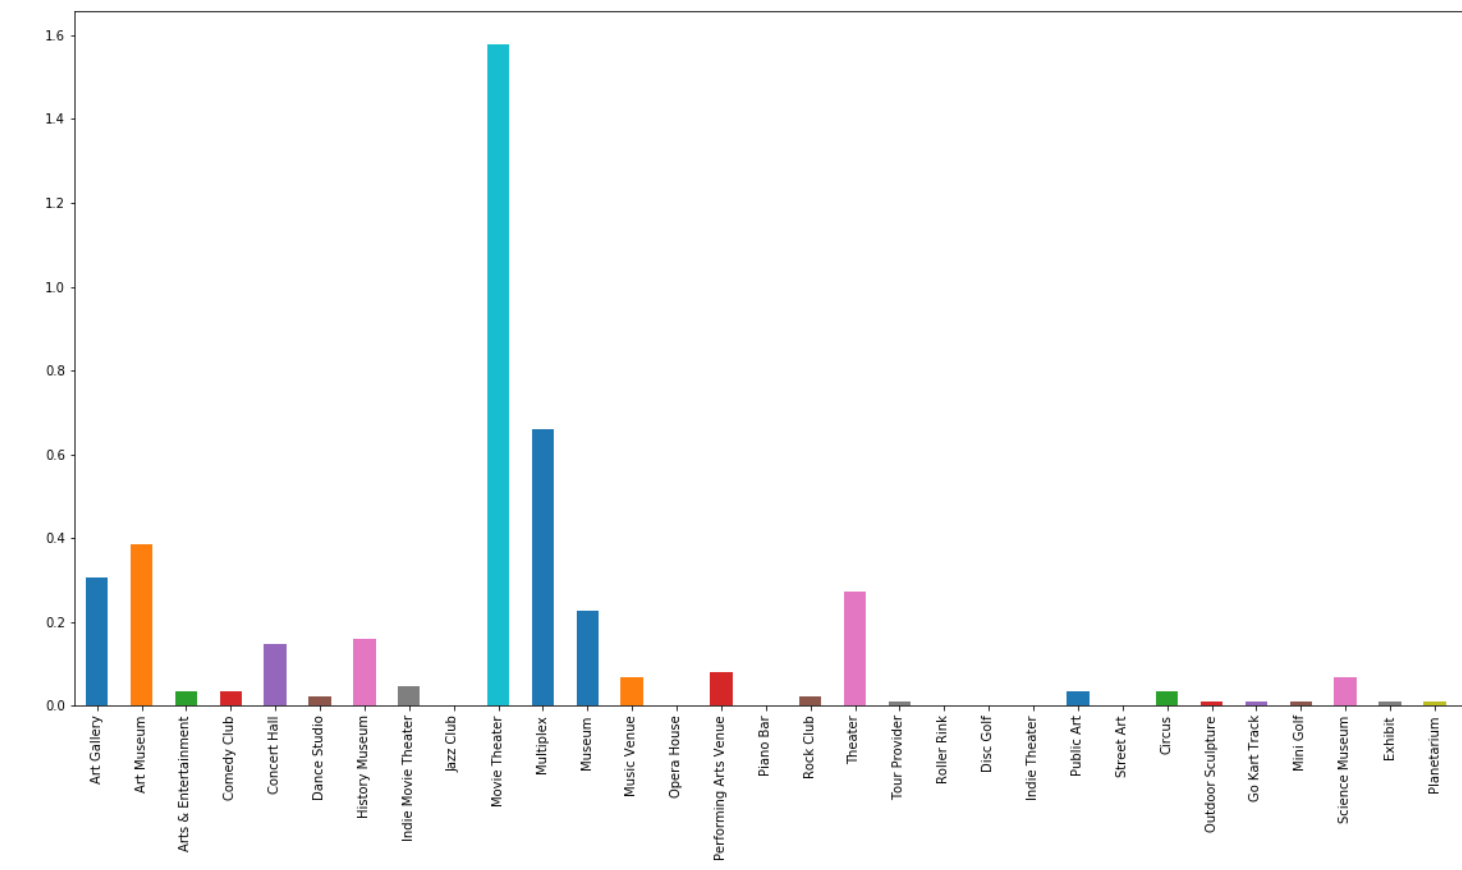 1.6
1.4
1.2
1.0
0.8
0.6
0.4
0.2
0.0
Art Gallery
Art Museum
Arts & Entertainment
Comedy Club
Concert Hall
Dance Studio
History Museum
Indie Movie Theater
Jazz Club
Movie Theater
Multiplex
Museum
Music Venue
Opera House
Performing Arts Venue
Piano Bar
Rock Club
Theater
Tour Provider
Roller Rink
Disc Golf
Indie Theater
Public Art
Street Art
Circus
Outdoor Sculpture
Go Kart Track
Mini Golf
Science Museum
Exhibit
Planetarium